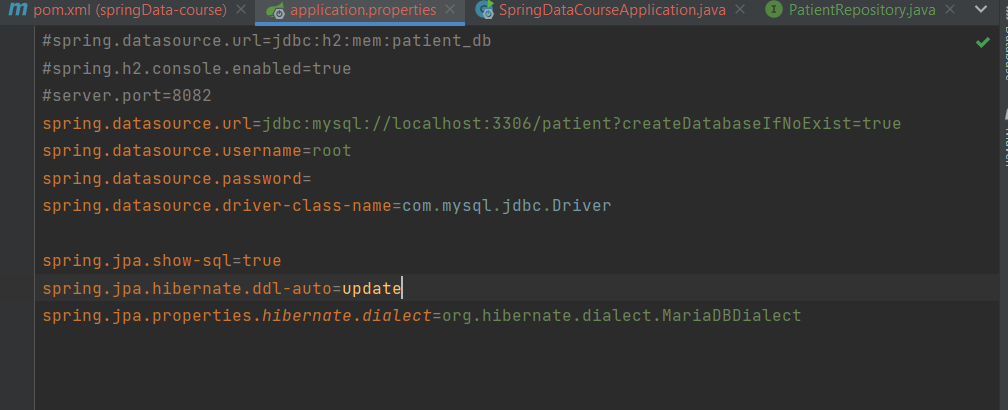 pom.xml (springData-course) application.properties SpringDataCourseApplication.java PatientRepository.java
#spring.datasource.url=jdbc:h2:mem:patient_db
#spring.h2.console.enabled=true
#server.port=8082
spring.datasource.url=jdbc:mysql://localhost:3306/patient?createDatabaseIfNoExist=true
spring.datasource.username=root
spring.datasource.password=
spring.datasource.driver-class-name=com.mysql.jdbc.Driver
spring.jpa.show-sql=true
spring.jpa.hibernate.ddl-auto=update
spring.jpa.properties.hibernate.dialect=org.hibernate.dialect.MariaDBDialect